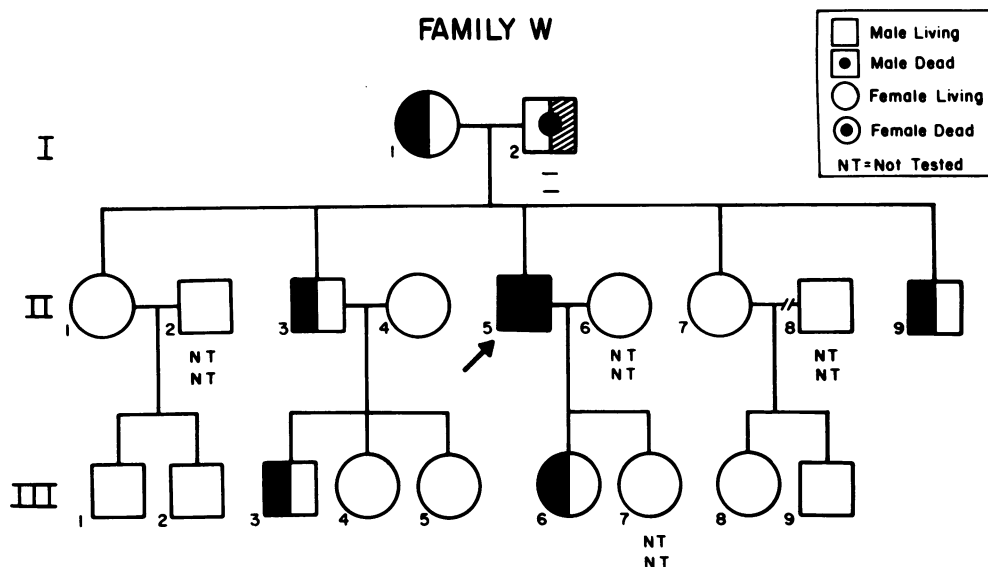 FAMILY W
Male Living
Male Dead
Female Living
Female Dead
NT=Not Tested
I
1 2
II
1 2 3 4 5 6 7 8 9
NT NT NT
NT NT NT
III
1 2 3 4 5 6 7 8 9
NT
NT